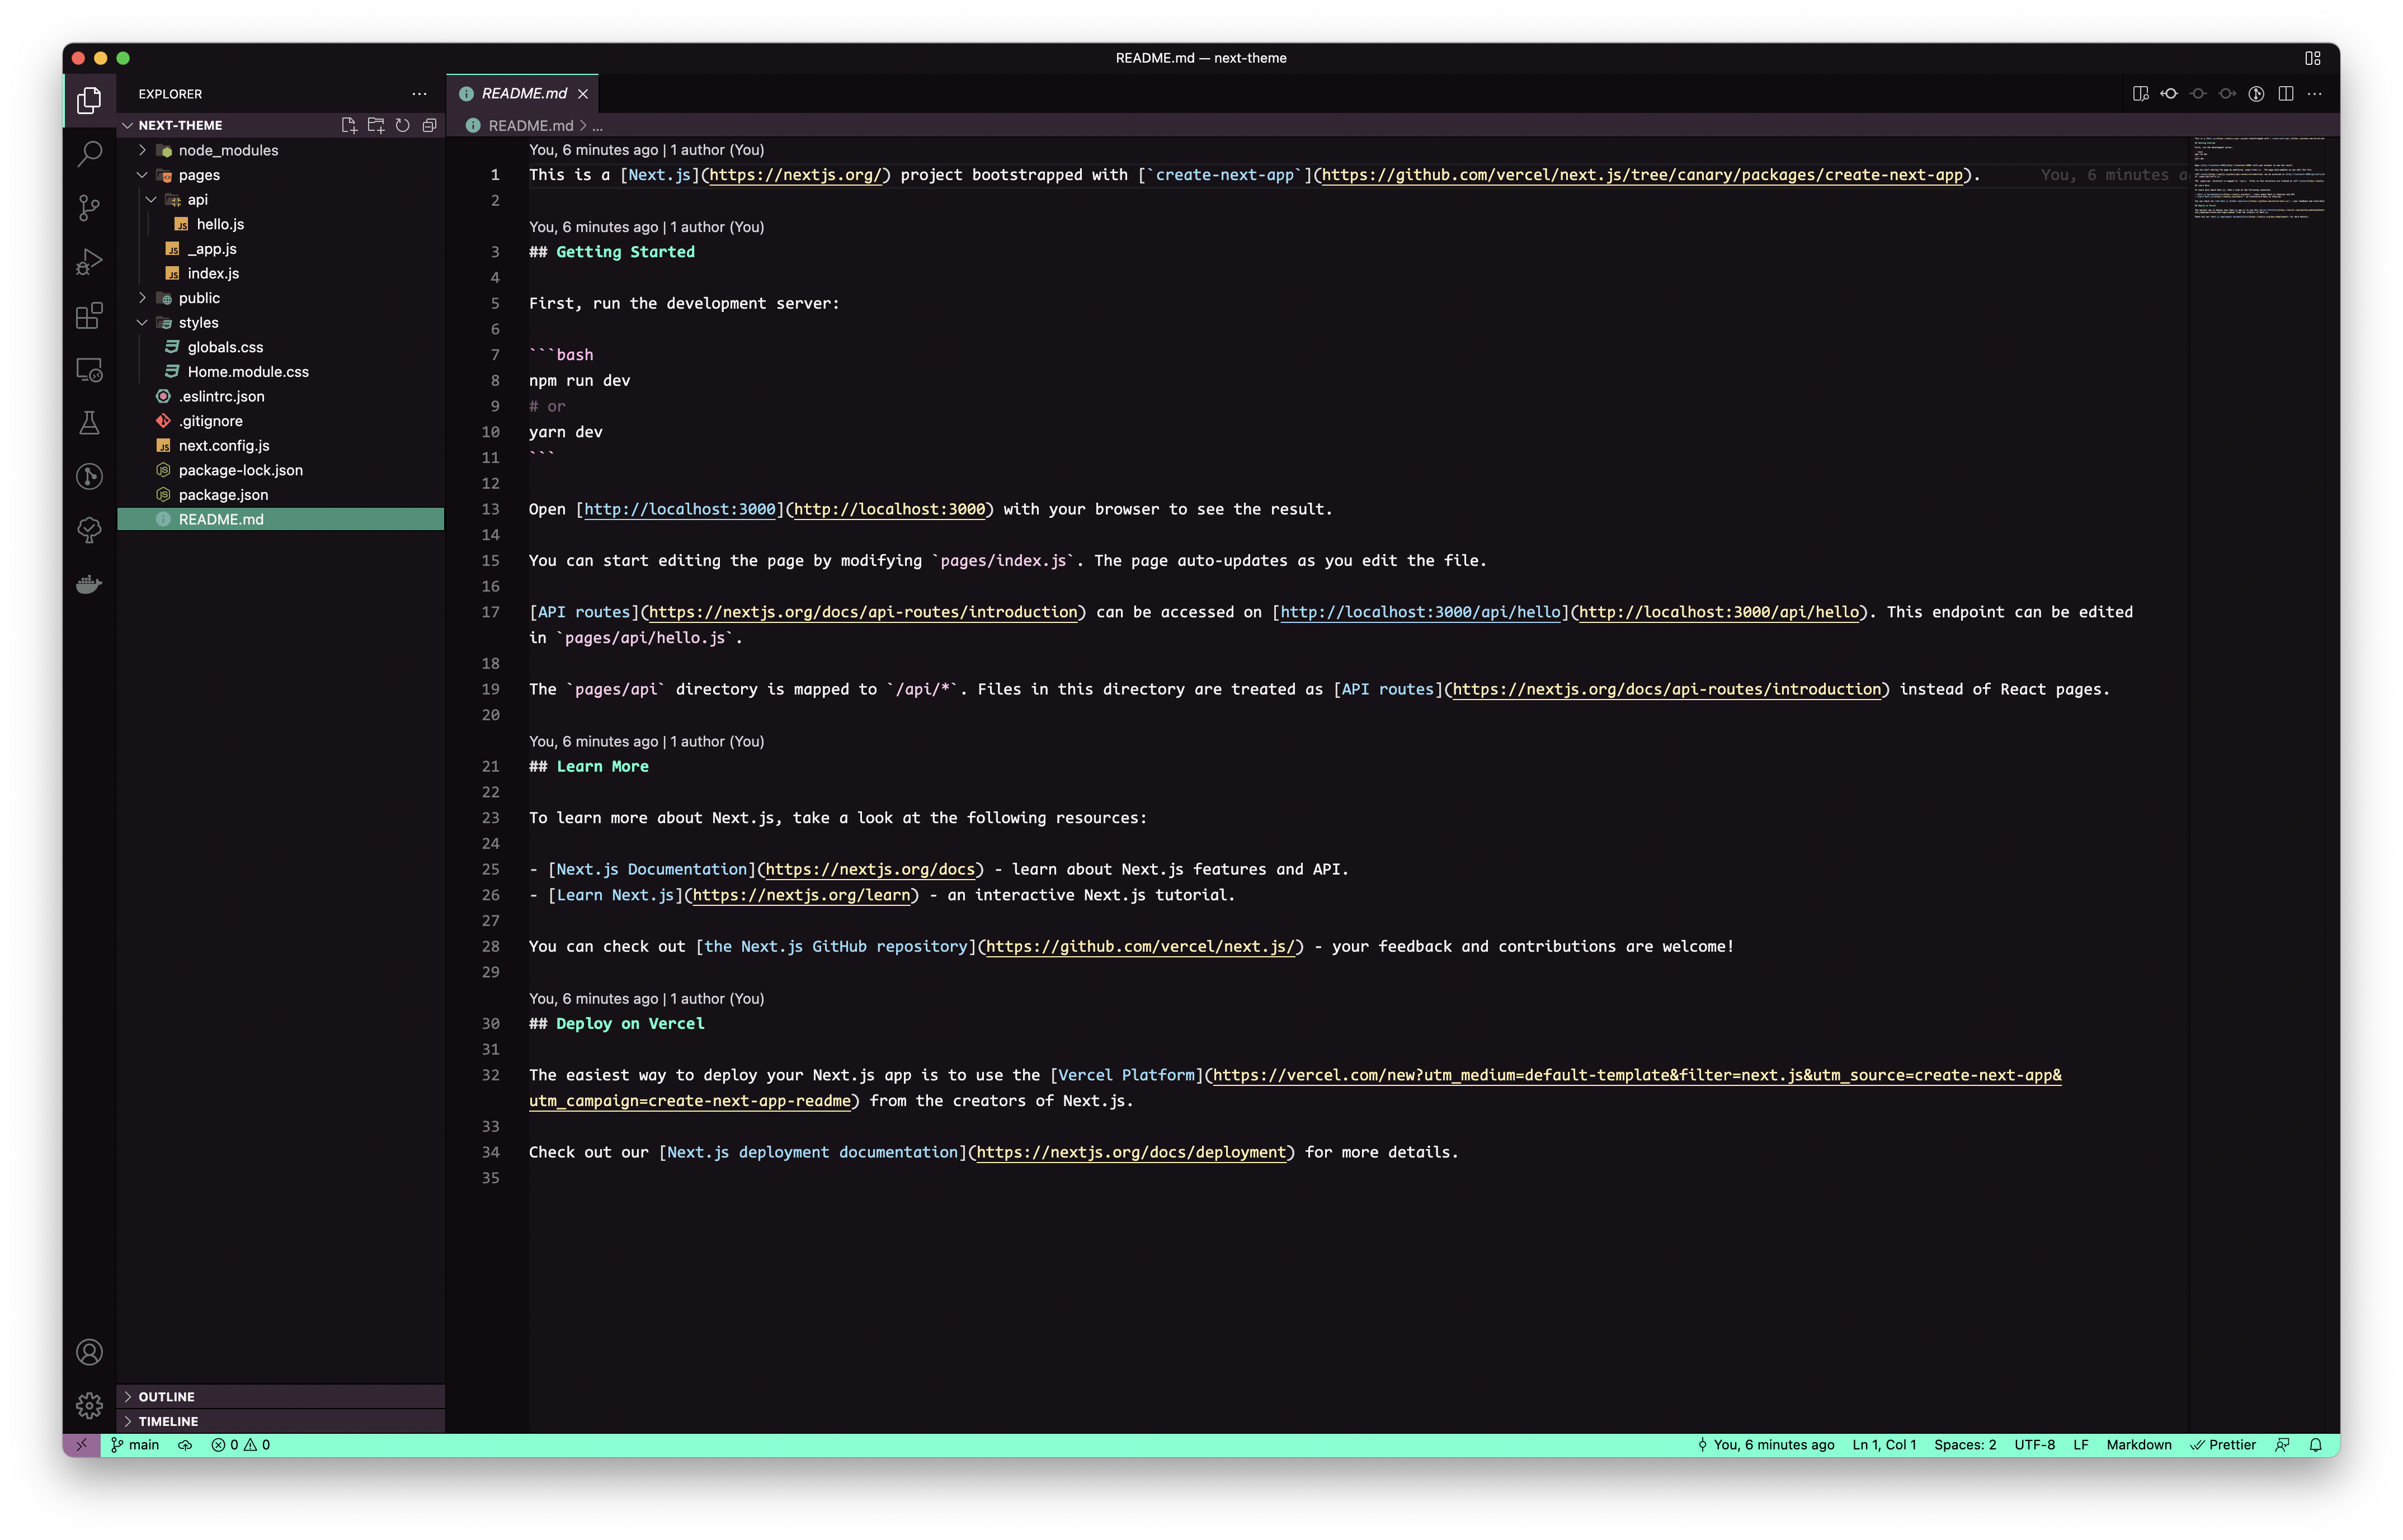 README.md — next-theme
EXPLORER
NEXT-THEME
node_modules
pages
api
hello.js
_app.js
index.js
public
styles
globals.css
Home.module.css
.eslintrc.json
.gitignore
next.config.js
package-lock.json
package.json
README.md
OUTLINE
TIMELINE
README.md
README.md > ...
You, 6 minutes ago | 1 author (You)
1 This is a [Next.js](https://nextjs.org/) project bootstrapped with [`create-next-app`](https://github.com/vercel/next.js/tree/canary/packages/create-next-app). You, 6 minutes a
2
You, 6 minutes ago | 1 author (You)
3 ## Getting Started
4
5 First, run the development server:
6
7 ```bash
8 npm run dev
9 # or
10 yarn dev
11 ```
12
13 Open [http://localhost:3000](http://localhost:3000) with your browser to see the result.
14
15 You can start editing the page by modifying `pages/index.js`. The page auto-updates as you edit the file.
16
17 [API routes](https://nextjs.org/docs/api-routes/introduction) can be accessed on [http://localhost:3000/api/hello](http://localhost:3000/api/hello). This endpoint can be edited
in `pages/api/hello.js`.
18
19 The `pages/api` directory is mapped to `/api/*`. Files in this directory are treated as [API routes](https://nextjs.org/docs/api-routes/introduction) instead of React pages.
20
You, 6 minutes ago | 1 author (You)
21 ## Learn More
22
23 To learn more about Next.js, take a look at the following resources:
24
25 - [Next.js Documentation](https://nextjs.org/docs) - learn about Next.js features and API.
26 - [Learn Next.js](https://nextjs.org/learn) - an interactive Next.js tutorial.
27
28 You can check out [the Next.js GitHub repository](https://github.com/vercel/next.js/) - your feedback and contributions are welcome!
29
You, 6 minutes ago | 1 author (You)
30 ## Deploy on Vercel
31
32 The easiest way to deploy your Next.js app is to use the [Vercel Platform](https://vercel.com/new?utm_medium=default-template&filter=next.js&utm_source=create-next-app&
utm_campaign=create-next-app-readme) from the creators of Next.js.
33
34 Check out our [Next.js deployment documentation](https://nextjs.org/docs/deployment) for more details.
35
main 0 0 You, 6 minutes ago Ln 1, Col 1 Spaces: 2 UTF-8 LF Markdown Prettier